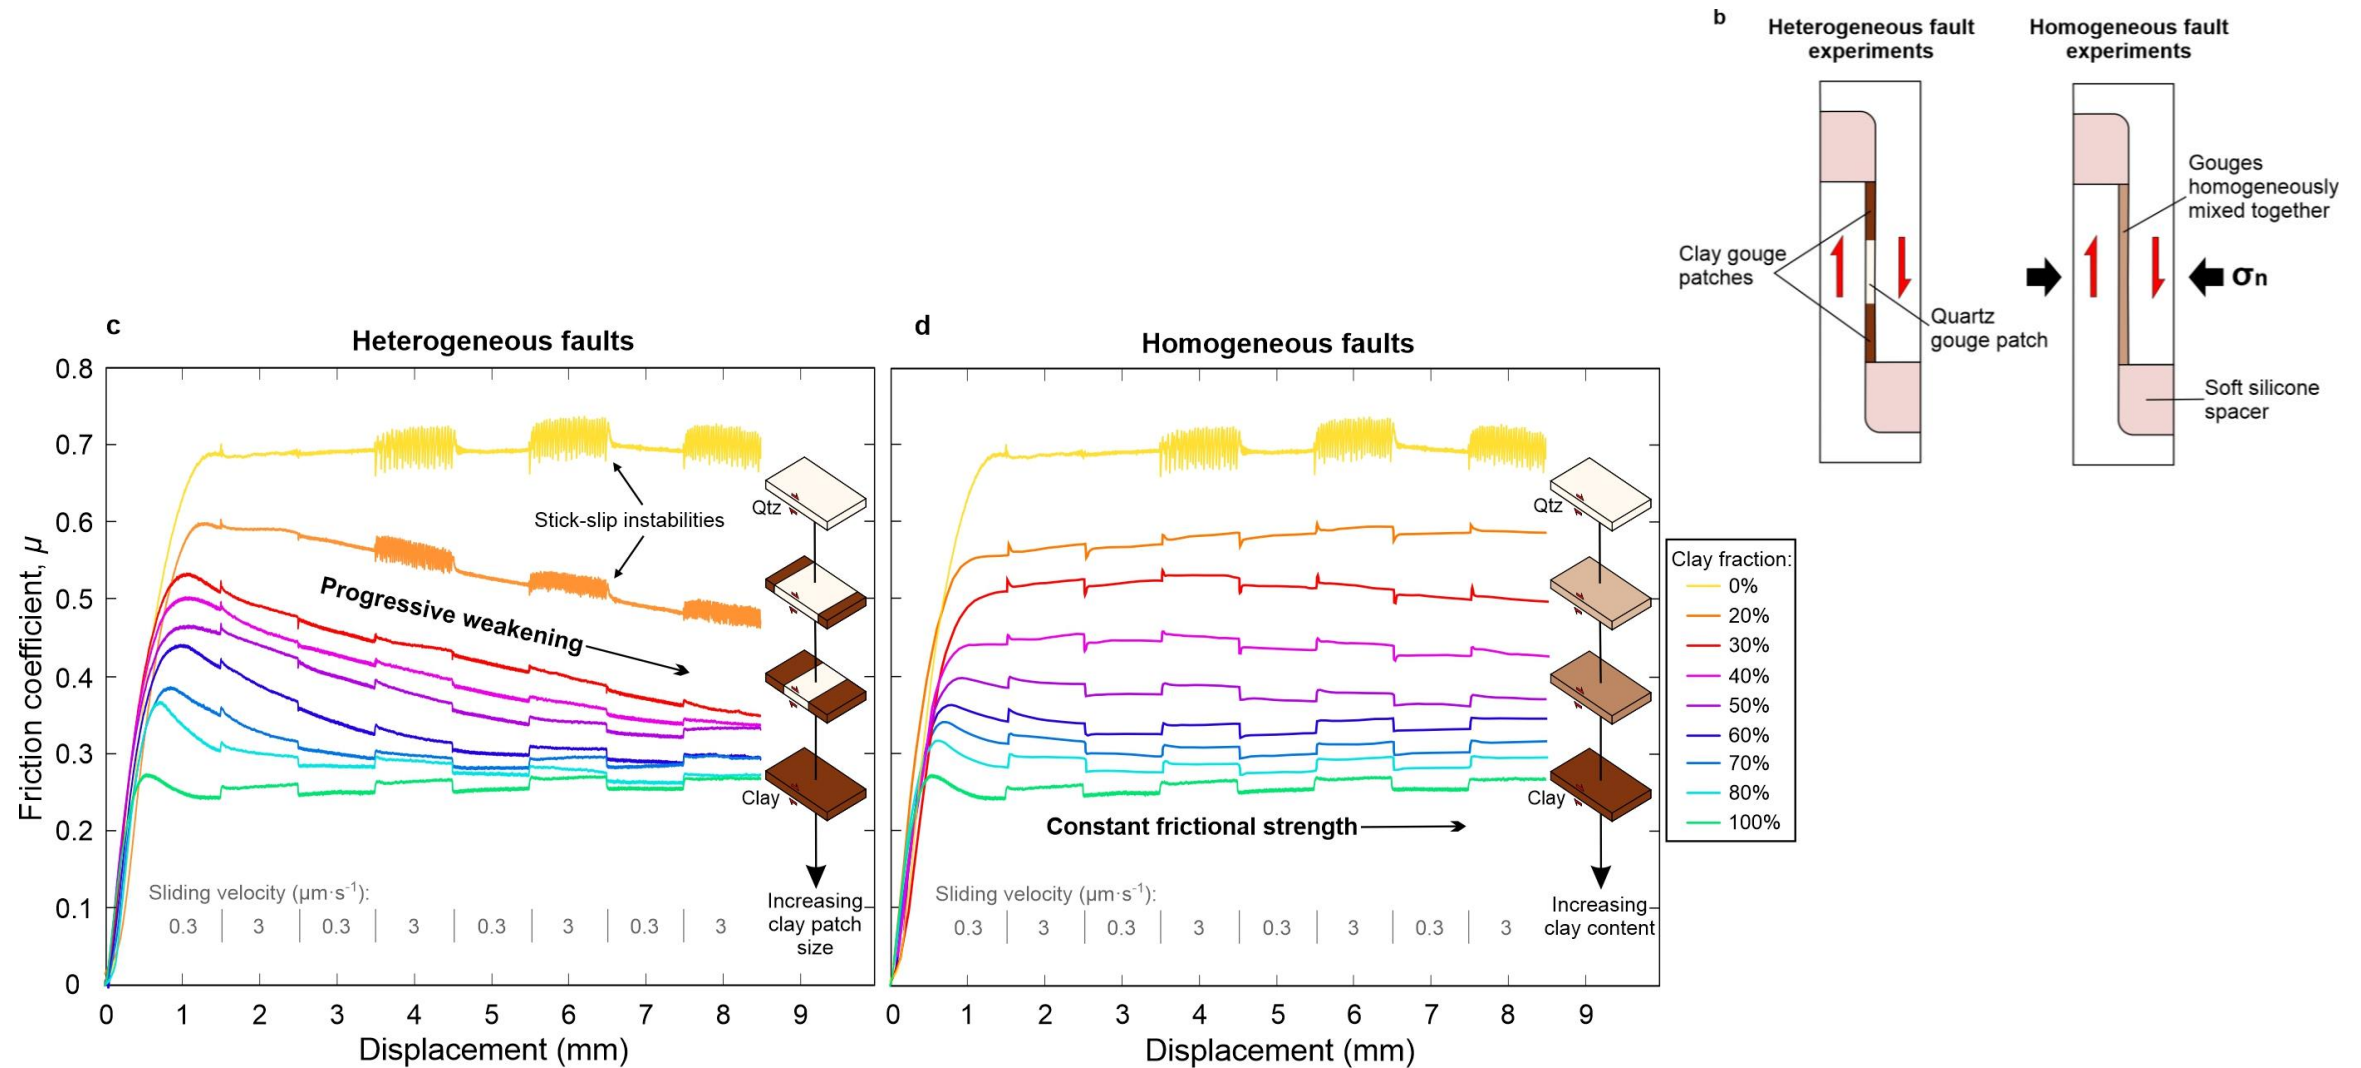 b
Heterogeneous fault
experiments
Homogeneous fault
experiments
Gouges
homogeneously
mixed together
Clay gouge
patches
σn
Quartz
gouge patch
Soft silicone
spacer
c
Heterogeneous faults
0.8
0.7
0.6
0.5
0.4
0.3
0.2
0.1
0
Friction coefficient, μ
Qtz
Stick-slip instabilities
Progressive weakening
Clay
Sliding velocity (μm·s⁻¹):
0.3 3 0.3 3 0.3 3 0.3 3
Increasing
clay patch
size
0 1 2 3 4 5 6 7 8 9
Displacement (mm)
d
Homogeneous faults
Qtz
Clay
Constant frictional strength
Sliding velocity (μm·s⁻¹):
0.3 3 0.3 3 0.3 3 0.3 3
Increasing
clay content
0 1 2 3 4 5 6 7 8 9
Displacement (mm)
Clay fraction:
0%
20%
30%
40%
50%
60%
70%
80%
100%